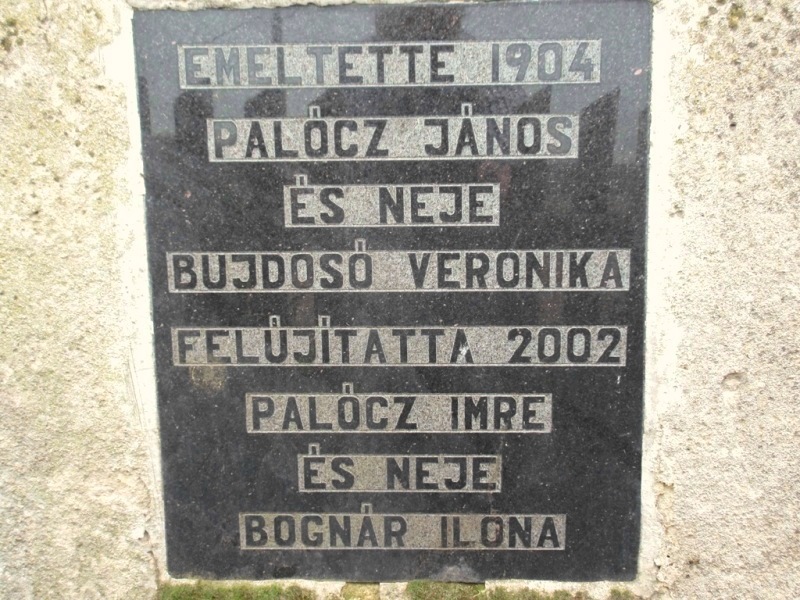 EMELTETTE 1904
PALÓCZ JÁNOS
ÉS NEJE
BUJDOSÓ VERONIKA
FELÚJÍTATTA 2002
PALÓCZ IMRE
ÉS NEJE
BOGNÁR ILONA